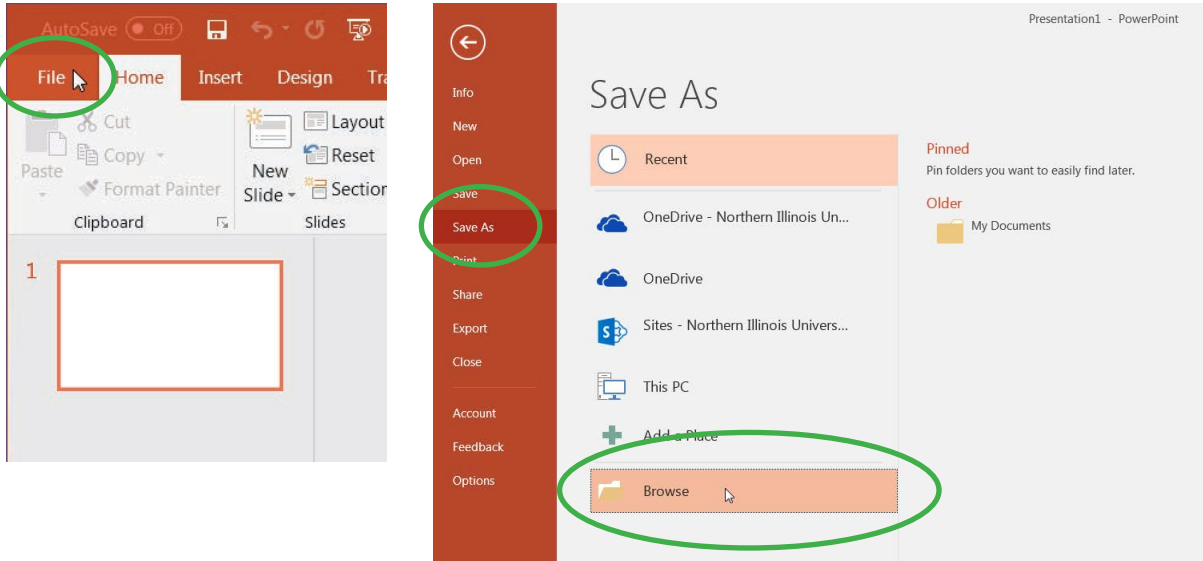 AutoSave Off
File Home Insert Design Tra
Paste
Cut
Copy
Format Painter
Clipboard
New
Slide
Layout
Reset
Section
Slides
1
Presentation1 - PowerPoint
Info
New
Open
Save
Save As
Print
Share
Export
Close
Account
Feedback
Options
Save As
Recent
OneDrive - Northern Illinois Un...
OneDrive
Sites - Northern Illinois Univers...
This PC
Add a Place
Browse
Pinned
Pin folders you want to easily find later.
Older
My Documents